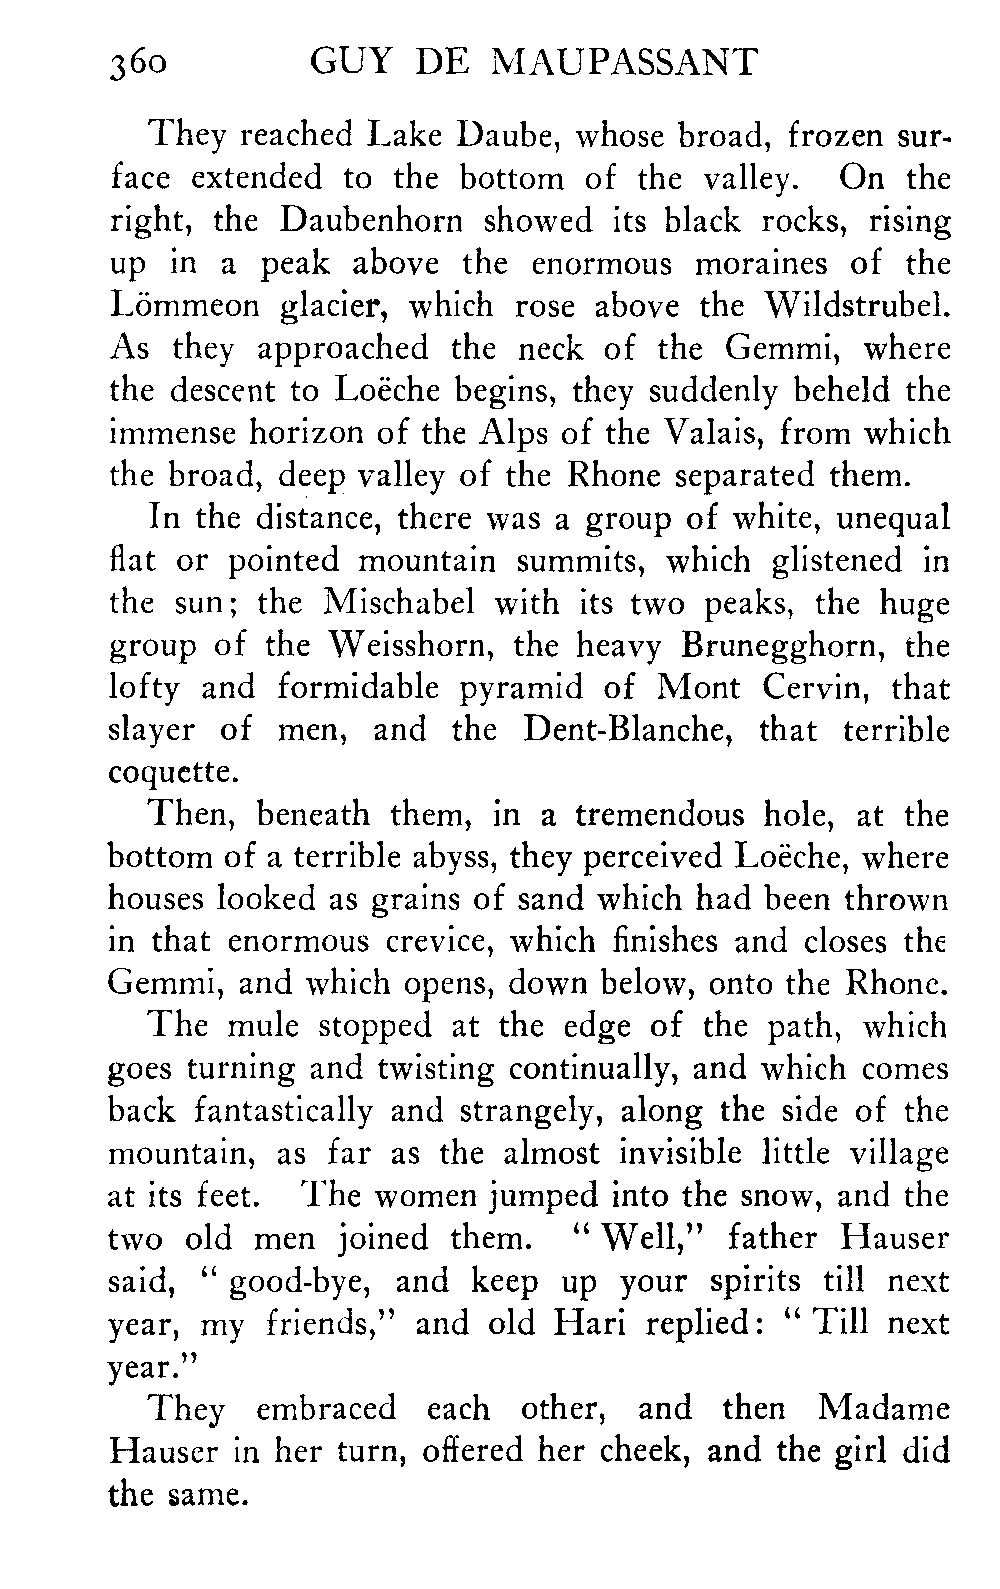 360 GUY DE MAUPASSANT
They reached Lake Daube, whose broad, frozen sur-
face extended to the bottom of the valley. On the
right, the Daubenhorn showed its black rocks, rising
up in a peak above the enormous moraines of the
Lömmeon glacier, which rose above the Wildstrubel.
As they approached the neck of the Gemmi, where
the descent to Loëche begins, they suddenly beheld the
immense horizon of the Alps of the Valais, from which
the broad, deep valley of the Rhone separated them.
In the distance, there was a group of white, unequal
flat or pointed mountain summits, which glistened in
the sun; the Mischabel with its two peaks, the huge
group of the Weisshorn, the heavy Brunegghorn, the
lofty and formidable pyramid of Mont Cervin, that
slayer of men, and the Dent-Blanche, that terrible
coquette.
Then, beneath them, in a tremendous hole, at the
bottom of a terrible abyss, they perceived Loëche, where
houses looked as grains of sand which had been thrown
in that enormous crevice, which finishes and closes the
Gemmi, and which opens, down below, onto the Rhone.
The mule stopped at the edge of the path, which
goes turning and twisting continually, and which comes
back fantastically and strangely, along the side of the
mountain, as far as the almost invisible little village
at its feet. The women jumped into the snow, and the
two old men joined them. "Well," father Hauser
said, "good-bye, and keep up your spirits till next
year, my friends," and old Hari replied: "Till next
year."
They embraced each other, and then Madame
Hauser in her turn, offered her cheek, and the girl did
the same.